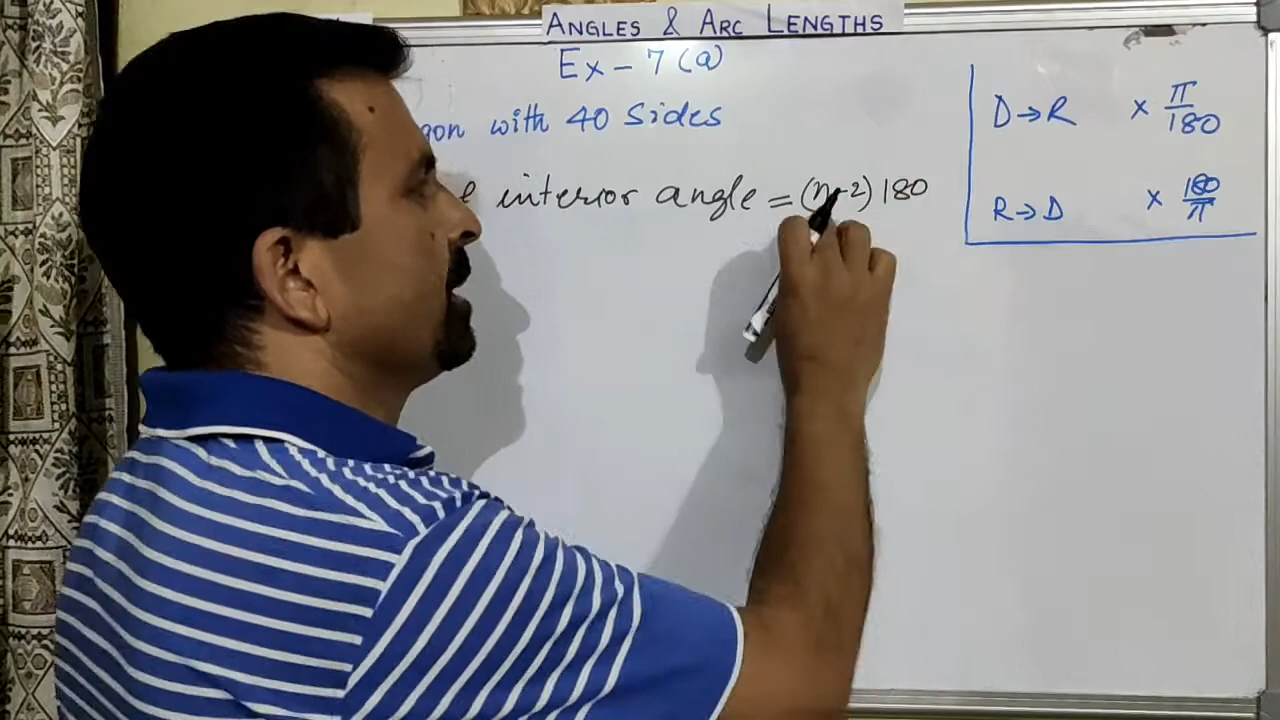 ANGLES & ARC LENGTHS
Ex - 7 (a)
gon with 40 Sides
interior angle = (n-2) 180
D→R × π/180
R→D × 180/π